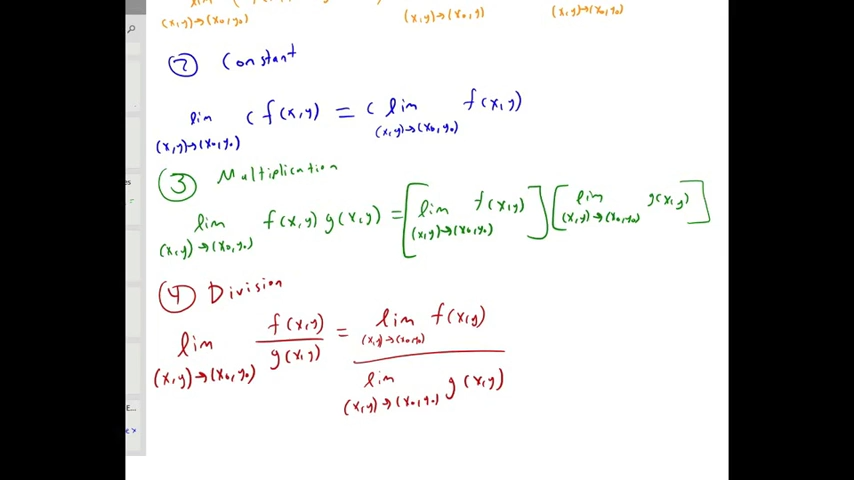 (x,y)→(x₀,y₀) (x,y)→(x₀,y) (x,y)→(x₀,y₀)
② Constant
lim (x,y)→(x₀,y₀) C f(x,y) = C lim (x,y)→(x₀,y₀) f(x,y)
③ Multiplication
lim (x,y)→(x₀,y₀) f(x,y) g(x,y) = [lim (x,y)→(x₀,y₀) f(x,y)] [lim (x,y)→(x₀,y₀) g(x,y)]
④ Division
lim (x,y)→(x₀,y₀) f(x,y)/g(x,y) = lim (x,y)→(x₀,y₀) f(x,y) / lim (x,y)→(x₀,y₀) g(x,y)